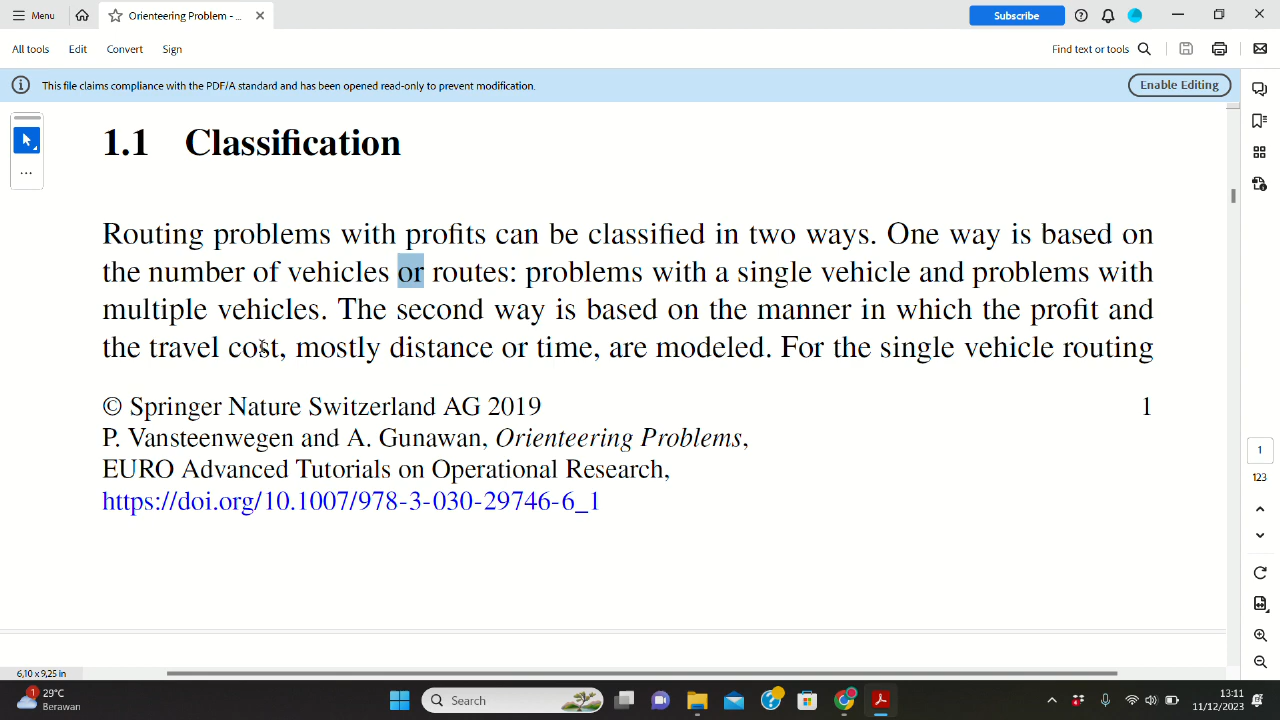 Menu
Orienteering Problem - ...
Subscribe
All tools
Edit
Convert
Sign
Find text or tools
This file claims compliance with the PDF/A standard and has been opened read-only to prevent modification.
Enable Editing
1.1 Classification
Routing problems with profits can be classified in two ways. One way is based on
the number of vehicles or routes: problems with a single vehicle and problems with
multiple vehicles. The second way is based on the manner in which the profit and
the travel cost, mostly distance or time, are modeled. For the single vehicle routing
© Springer Nature Switzerland AG 2019
1
P. Vansteenwegen and A. Gunawan, Orienteering Problems,
EURO Advanced Tutorials on Operational Research,
https://doi.org/10.1007/978-3-030-29746-6_1
1
123
6,10 x 9,25 in
1
29°C
Berawan
Search
13:11
11/12/2023